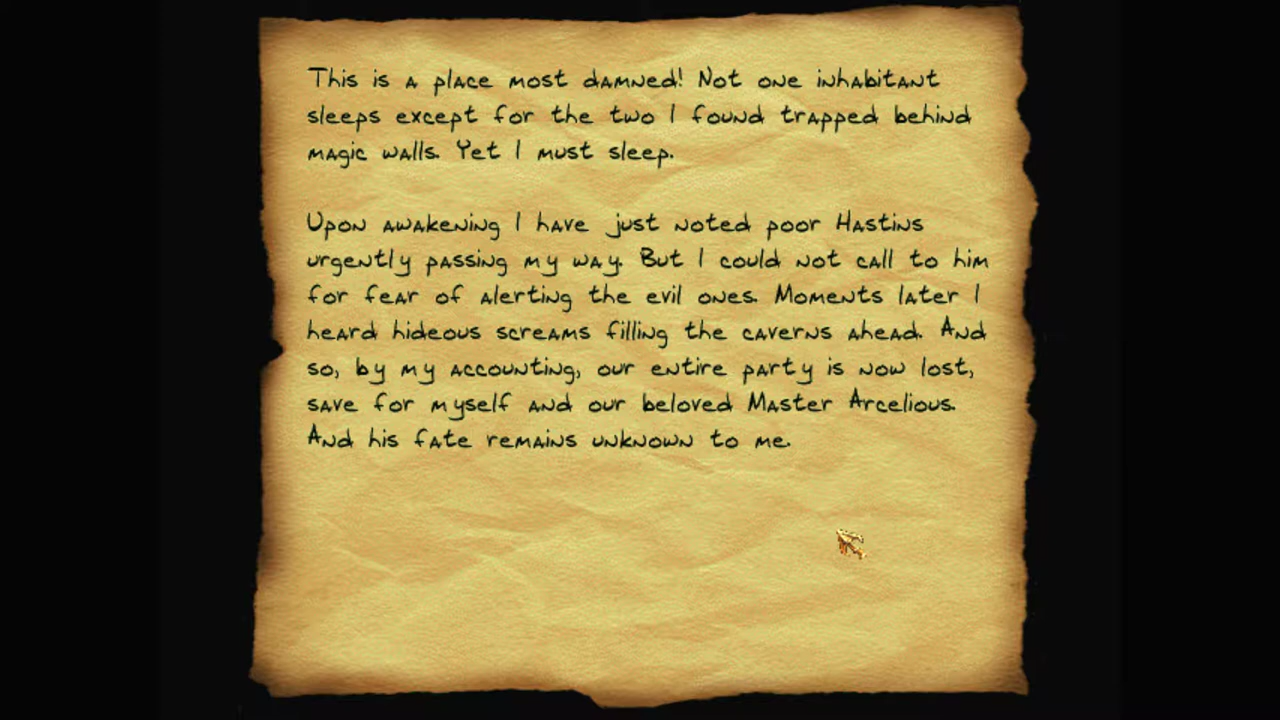 This is a place most damned! Not one inhabitant
sleeps except for the two I found trapped behind
magic walls. Yet I must sleep.
Upon awakening I have just noted poor Hastins
urgently passing my way. But I could not call to him
for fear of alerting the evil ones. Moments later I
heard hideous screams filling the caverns ahead. And
so, by my accounting, our entire party is now lost,
save for myself and our beloved Master Arcelious.
And his fate remains unknown to me.